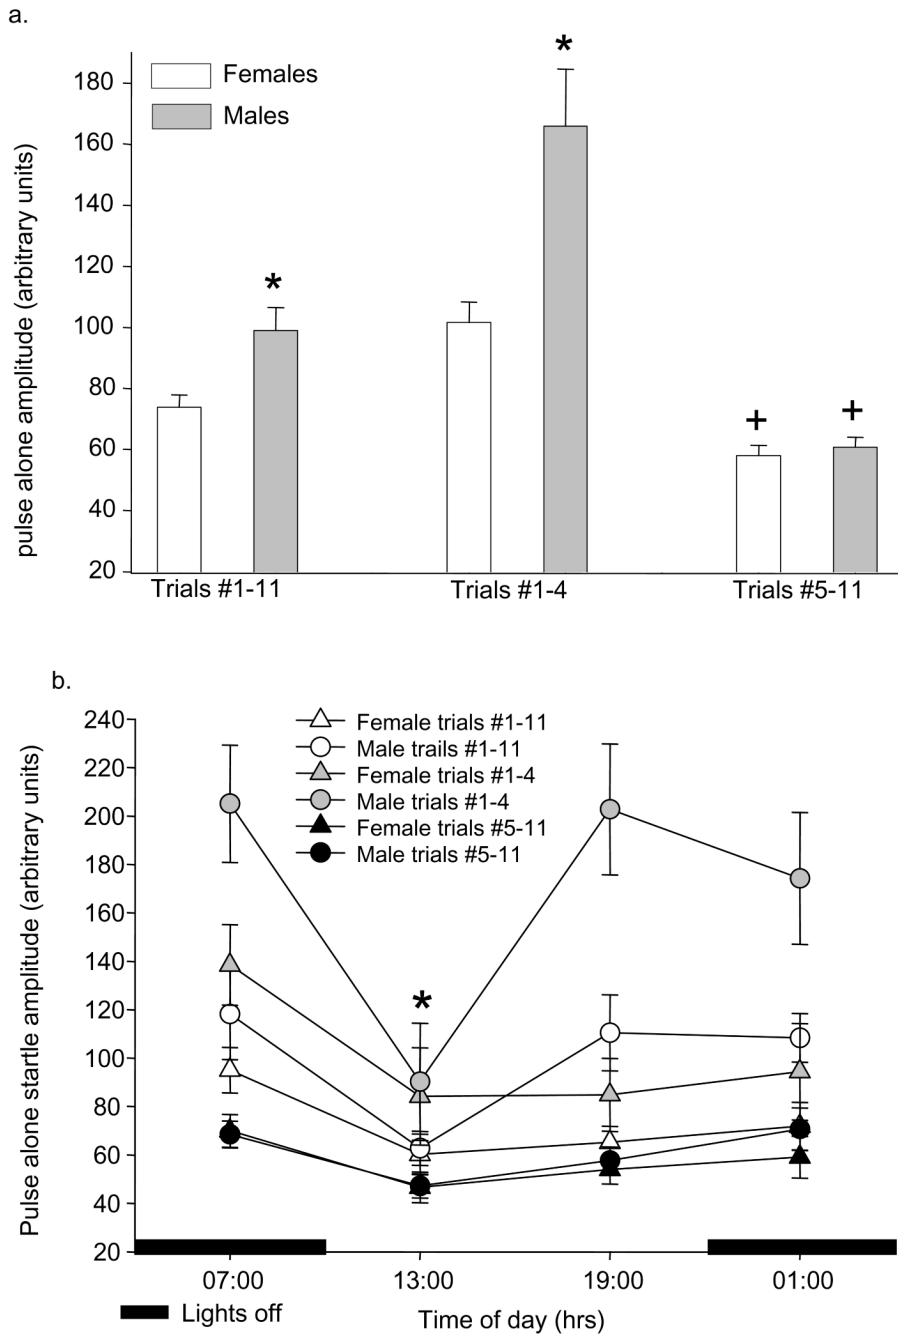 a.
pulse alone amplitude (arbitrary units)
180
160
140
120
100
80
60
40
20
Females
Males
*
*
+
+
Trials #1-11
Trials #1-4
Trials #5-11
b.
Pulse alone startle amplitude (arbitrary units)
240
220
200
180
160
140
120
100
80
60
40
20
Female trials #1-11
Male trails #1-11
Female trials #1-4
Male trials #1-4
Female trials #5-11
Male trials #5-11
*
07:00
13:00
19:00
01:00
Lights off
Time of day (hrs)